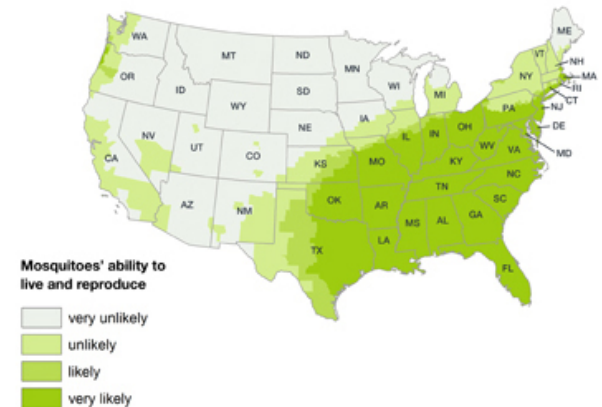 WA
MT
ND
MN
ME
VT
NH
MA
RI
CT
NJ
DE
MD
OR
ID
SD
WI
MI
NY
WY
IA
PA
NE
NV
UT
CO
IL
IN
OH
CA
KS
MO
WV
VA
KY
AZ
NM
OK
AR
TN
NC
SC
TX
LA
MS
AL
GA
FL
Mosquitoes' ability to
live and reproduce
very unlikely
unlikely
likely
very likely